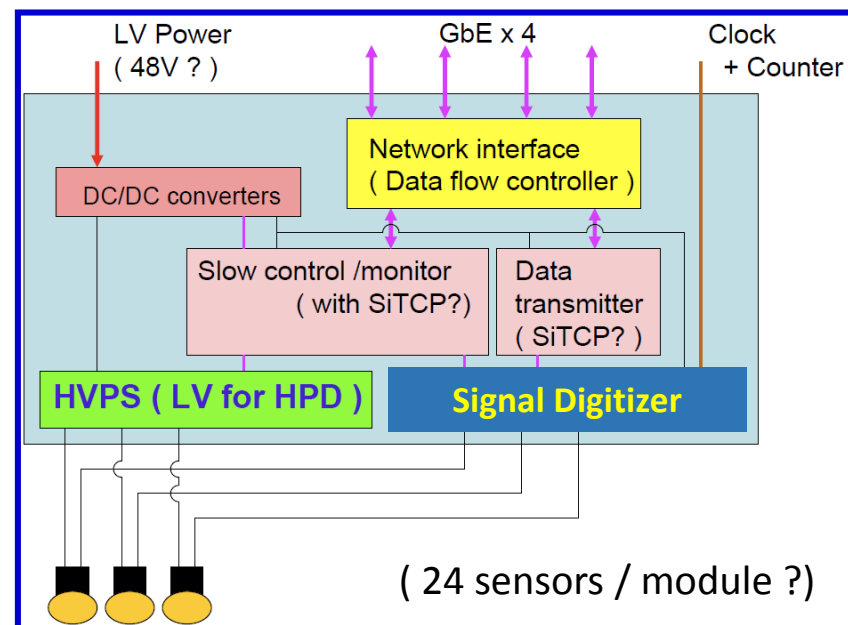 LV Power
( 48V ? )
GbE x 4
Clock
+ Counter
Network interface
( Data flow controller )
DC/DC converters
Slow control /monitor
( with SiTCP?)
Data
transmitter
( SiTCP? )
HVPS ( LV for HPD )
Signal Digitizer
( 24 sensors / module ?)